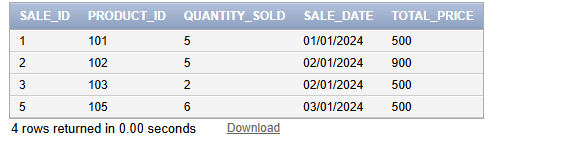 SALE_ID PRODUCT_ID QUANTITY_SOLD SALE_DATE TOTAL_PRICE
1 101 5 01/01/2024 500
2 102 5 02/01/2024 900
3 103 2 02/01/2024 500
5 105 6 03/01/2024 500
4 rows returned in 0.00 seconds Download